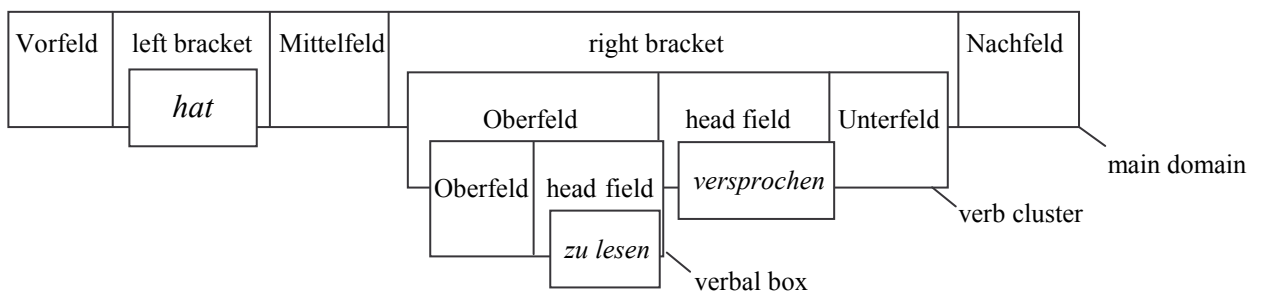 Vorfeld left bracket Mittelfeld right bracket Nachfeld
hat
Oberfeld head field Unterfeld
main domain
Oberfeld head field versprochen
verb cluster
zu lesen
verbal box